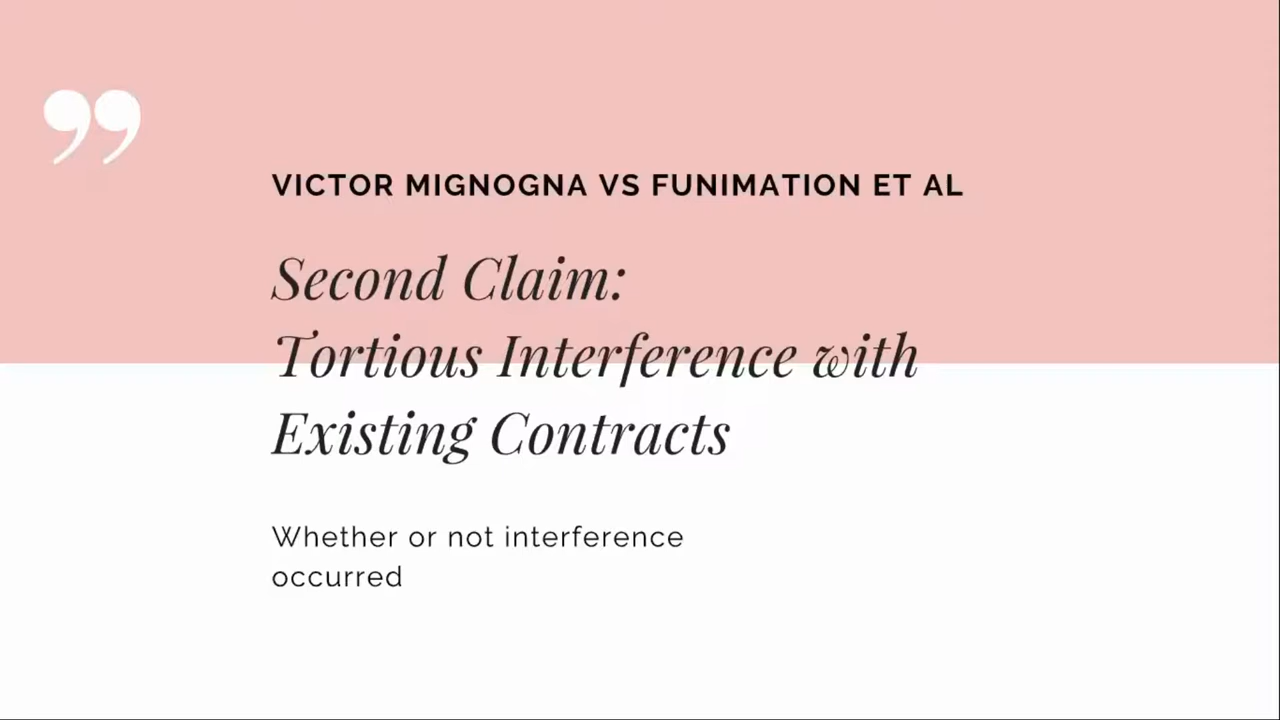 ”
VICTOR MIGNOGNA VS FUNIMATION ET AL
Second Claim:
Tortious Interference with
Existing Contracts
Whether or not interference
occurred